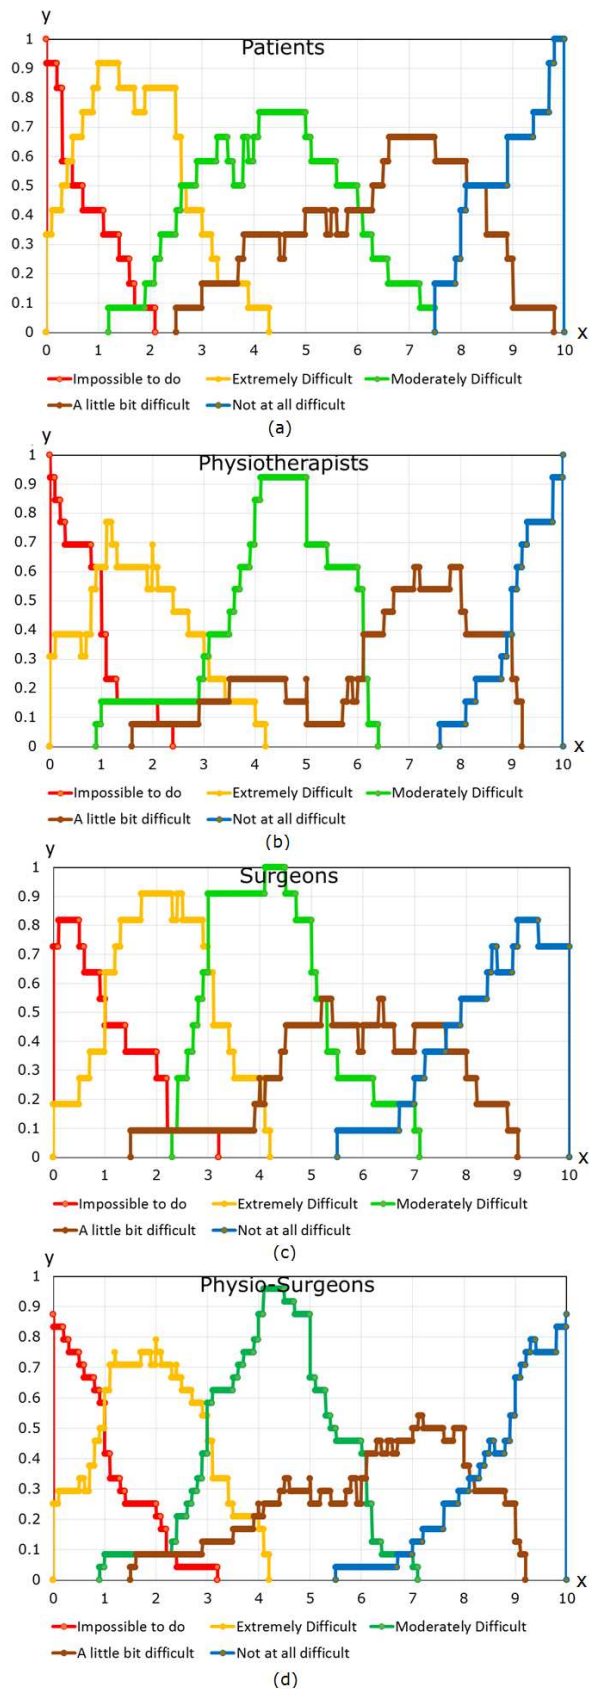 y
Patients
1
0.9
0.8
0.7
0.6
0.5
0.4
0.3
0.2
0.1
0
0 1 2 3 4 5 6 7 8 9 10 x
Impossible to do Extremely Difficult Moderately Difficult
A little bit difficult Not at all difficult
(a)
y
Physiotherapists
1
0.9
0.8
0.7
0.6
0.5
0.4
0.3
0.2
0.1
0
0 1 2 3 4 5 6 7 8 9 10 x
Impossible to do Extremely Difficult Moderately Difficult
A little bit difficult Not at all difficult
(b)
y
Surgeons
1
0.9
0.8
0.7
0.6
0.5
0.4
0.3
0.2
0.1
0
0 1 2 3 4 5 6 7 8 9 10 x
Impossible to do Extremely Difficult Moderately Difficult
A little bit difficult Not at all difficult
(c)
y
Physio-Surgeons
1
0.9
0.8
0.7
0.6
0.5
0.4
0.3
0.2
0.1
0
0 1 2 3 4 5 6 7 8 9 10 x
Impossible to do Extremely Difficult Moderately Difficult
A little bit difficult Not at all difficult
(d)